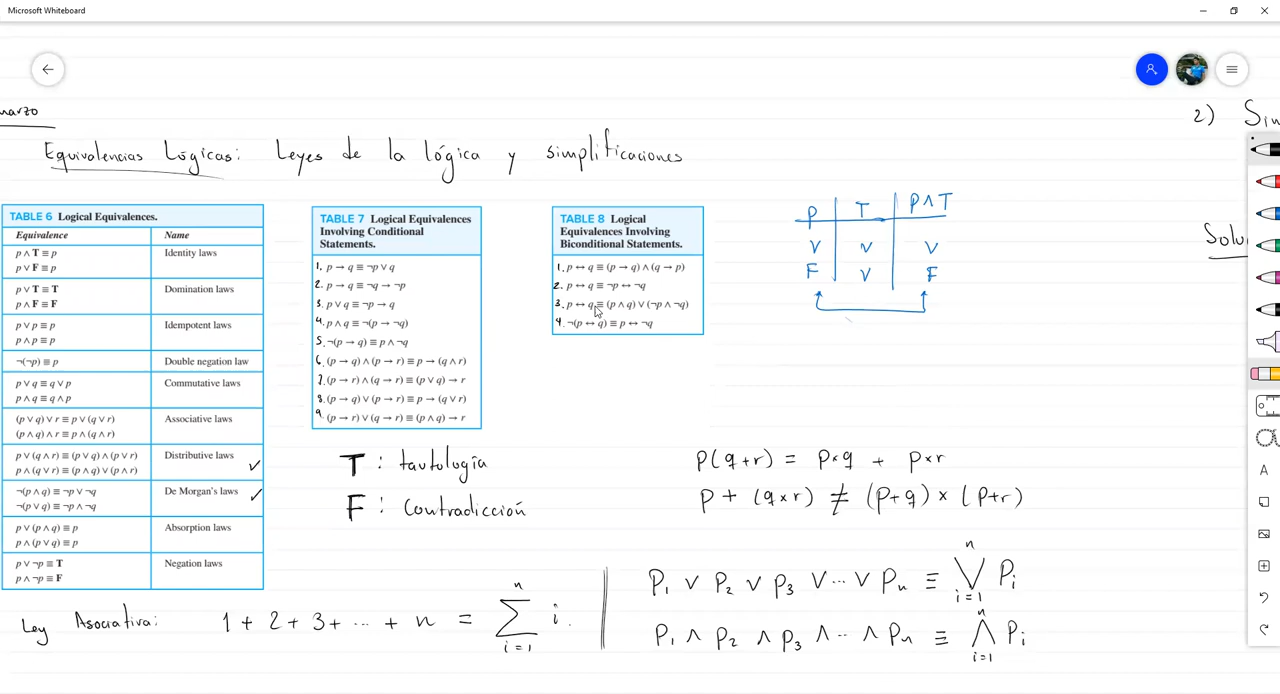 Microsoft Whiteboard
marzo
2) Sim
Equivalencias Lógicas: Leyes de la lógica y simplificaciones
TABLE 6 Logical Equivalences.
Equivalence Name
p ∧ T ≡ p Identity laws
p ∨ F ≡ p
p ∨ T ≡ T Domination laws
p ∧ F ≡ F
p ∨ p ≡ p Idempotent laws
p ∧ p ≡ p
¬(¬p) ≡ p Double negation law
p ∨ q ≡ q ∨ p Commutative laws
p ∧ q ≡ q ∧ p
(p ∨ q) ∨ r ≡ p ∨ (q ∨ r) Associative laws
(p ∧ q) ∧ r ≡ p ∧ (q ∧ r)
p ∨ (q ∧ r) ≡ (p ∨ q) ∧ (p ∨ r) Distributive laws ✓
p ∧ (q ∨ r) ≡ (p ∧ q) ∨ (p ∧ r)
¬(p ∧ q) ≡ ¬p ∨ ¬q De Morgan's laws ✓
¬(p ∨ q) ≡ ¬p ∧ ¬q
p ∨ (p ∧ q) ≡ p Absorption laws
p ∧ (p ∨ q) ≡ p
p ∨ ¬p ≡ T Negation laws
p ∧ ¬p ≡ F
TABLE 7 Logical Equivalences
Involving Conditional
Statements.
1. p → q ≡ ¬p ∨ q
2. p → q ≡ ¬q → ¬p
3. p ∨ q ≡ ¬p → q
4. p ∧ q ≡ ¬(p → ¬q)
5. ¬(p → q) ≡ p ∧ ¬q
6. (p → q) ∧ (p → r) ≡ p → (q ∧ r)
7. (p → r) ∧ (q → r) ≡ (p ∨ q) → r
8. (p → q) ∨ (p → r) ≡ p → (q ∨ r)
9. (p → r) ∨ (q → r) ≡ (p ∧ q) → r
TABLE 8 Logical
Equivalences Involving
Biconditional Statements.
1. p ↔ q ≡ (p → q) ∧ (q → p)
2. p ↔ q ≡ ¬p ↔ ¬q
3. p ↔ q ≡ (p ∧ q) ∨ (¬p ∧ ¬q)
4. ¬(p ↔ q) ≡ p ↔ ¬q
P T P ∧ T
V V V
F V F
T : tautología
F : Contradicción
P(q+r) = P×q + P×r
P + (q×r) ≠ (P+q) × (P+r)
Ley Asociativa: 1 + 2 + 3 + ... + n = ∑ i=1 n i.
P₁ ∨ P₂ ∨ P₃ ∨ ... ∨ Pn ≡ ⋁ i=1 n Pi
P₁ ∧ P₂ ∧ P₃ ∧ ... ∧ Pn ≡ ⋀ i=1 n Pi
A